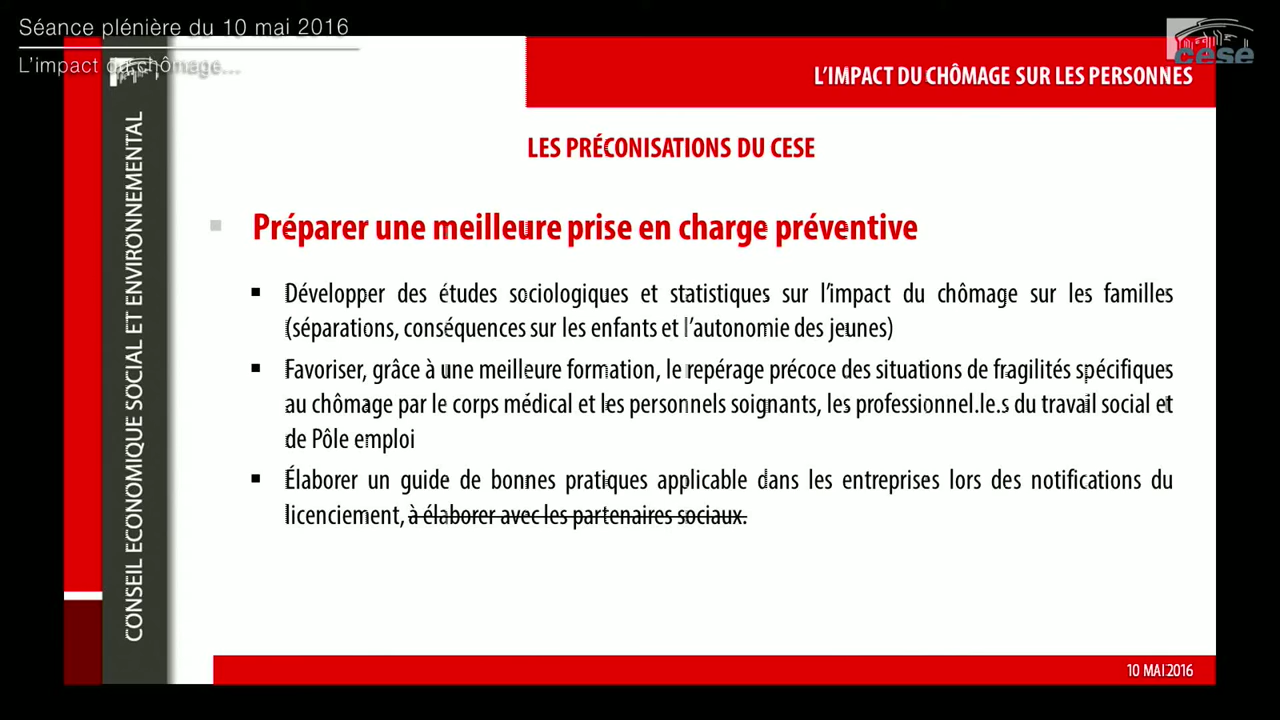 Séance plénière du 10 mai 2016
L'impact du chômage...
cese
L'IMPACT DU CHÔMAGE SUR LES PERSONNES
CONSEIL ECONOMIQUE SOCIAL ET ENVIRONNEMENTAL
LES PRÉCONISATIONS DU CESE
Préparer une meilleure prise en charge préventive
Développer des études sociologiques et statistiques sur l'impact du chômage sur les familles
(séparations, conséquences sur les enfants et l'autonomie des jeunes)
Favoriser, grâce à une meilleure formation, le repérage précoce des situations de fragilités spécifiques
au chômage par le corps médical et les personnels soignants, les professionnel.le.s du travail social et
de Pôle emploi
Élaborer un guide de bonnes pratiques applicable dans les entreprises lors des notifications du
licenciement, à élaborer avec les partenaires sociaux.
10 MAI 2016